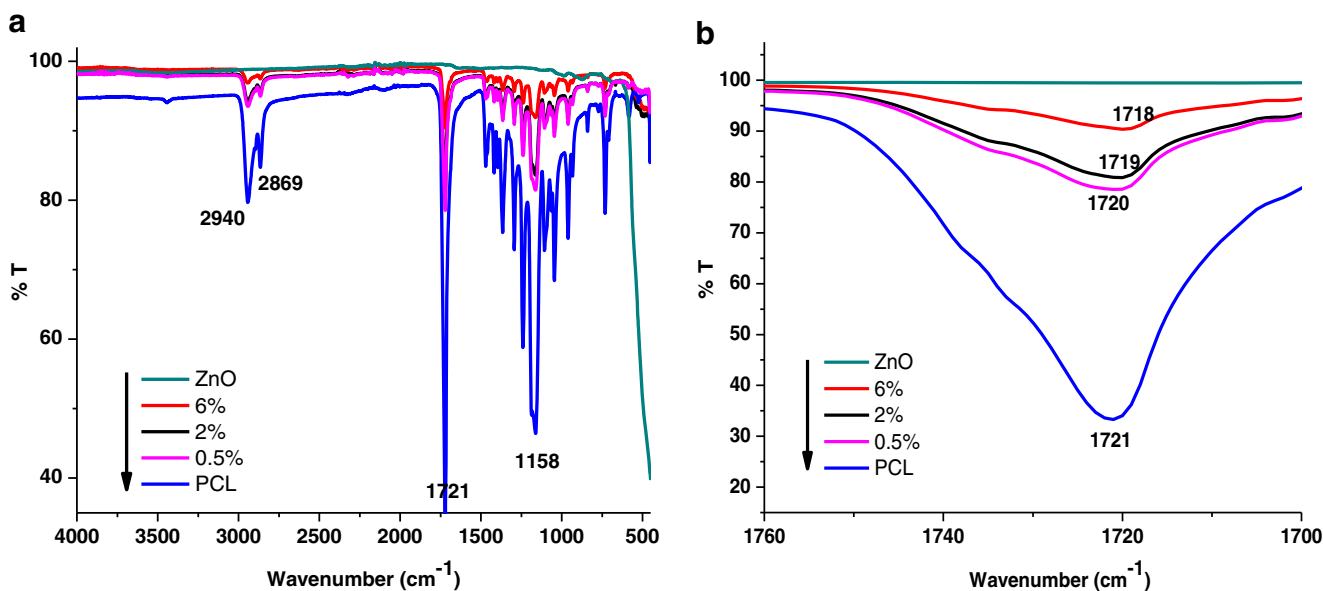 a
100
80
60
40
% T
2940
2869
1721
1158
ZnO
6%
2%
0.5%
PCL
4000 3500 3000 2500 2000 1500 1000 500
Wavenumber (cm-1)
b
100
90
80
70
60
50
40
30
20
% T
1718
1719
1720
1721
ZnO
6%
2%
0.5%
PCL
1760 1740 1720 1700
Wavenumber (cm-1)